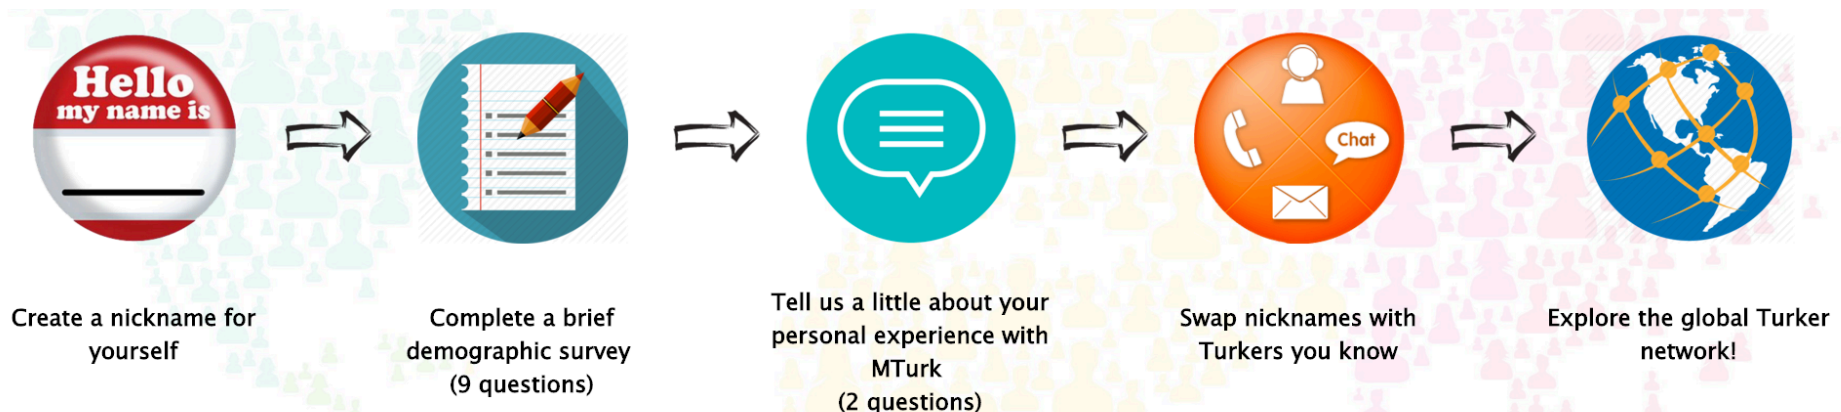 Hello
my name is
Chat
Create a nickname for
yourself
Complete a brief
demographic survey
(9 questions)
Tell us a little about your
personal experience with
MTurk
(2 questions)
Swap nicknames with
Turkers you know
Explore the global Turker
network!